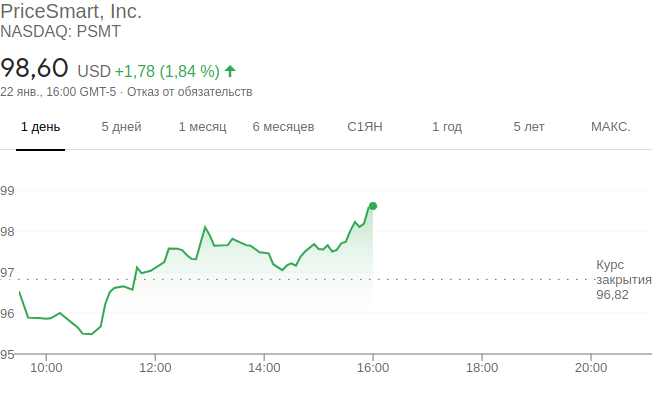 PriceSmart, Inc.
NASDAQ: PSMT
98,60 USD +1,78 (1,84 %)
22 янв., 16:00 GMT-5 · Отказ от обязательств
1 день 5 дней 1 месяц 6 месяцев С1ЯН 1 год 5 лет МАКС.
99
98
97
Курс
закрытия
96,82
96
95
10:00 12:00 14:00 16:00 18:00 20:00